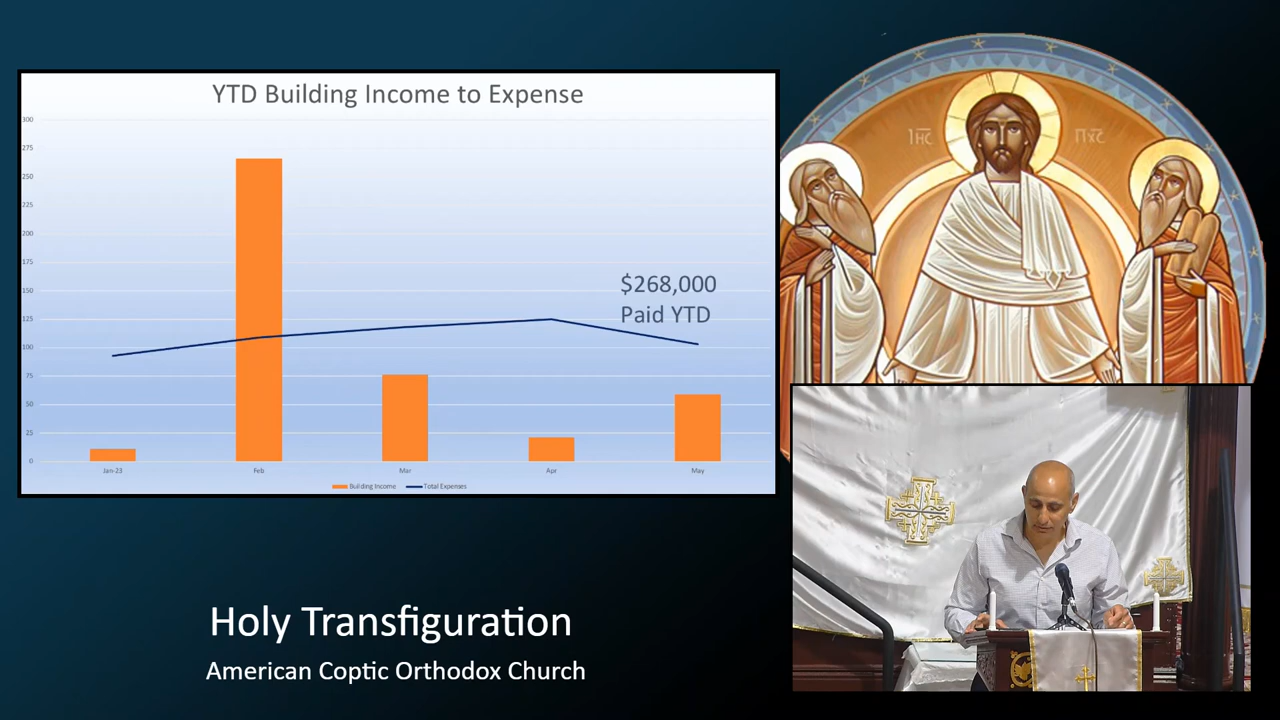 YTD Building Income to Expense
300
275
250
225
200
175
150
125
100
75
50
25
0
$268,000
Paid YTD
Jan-23 Feb Mar Apr May
Building Income Total Expenses
ΙΗС ΠΧС
Holy Transfiguration
American Coptic Orthodox Church